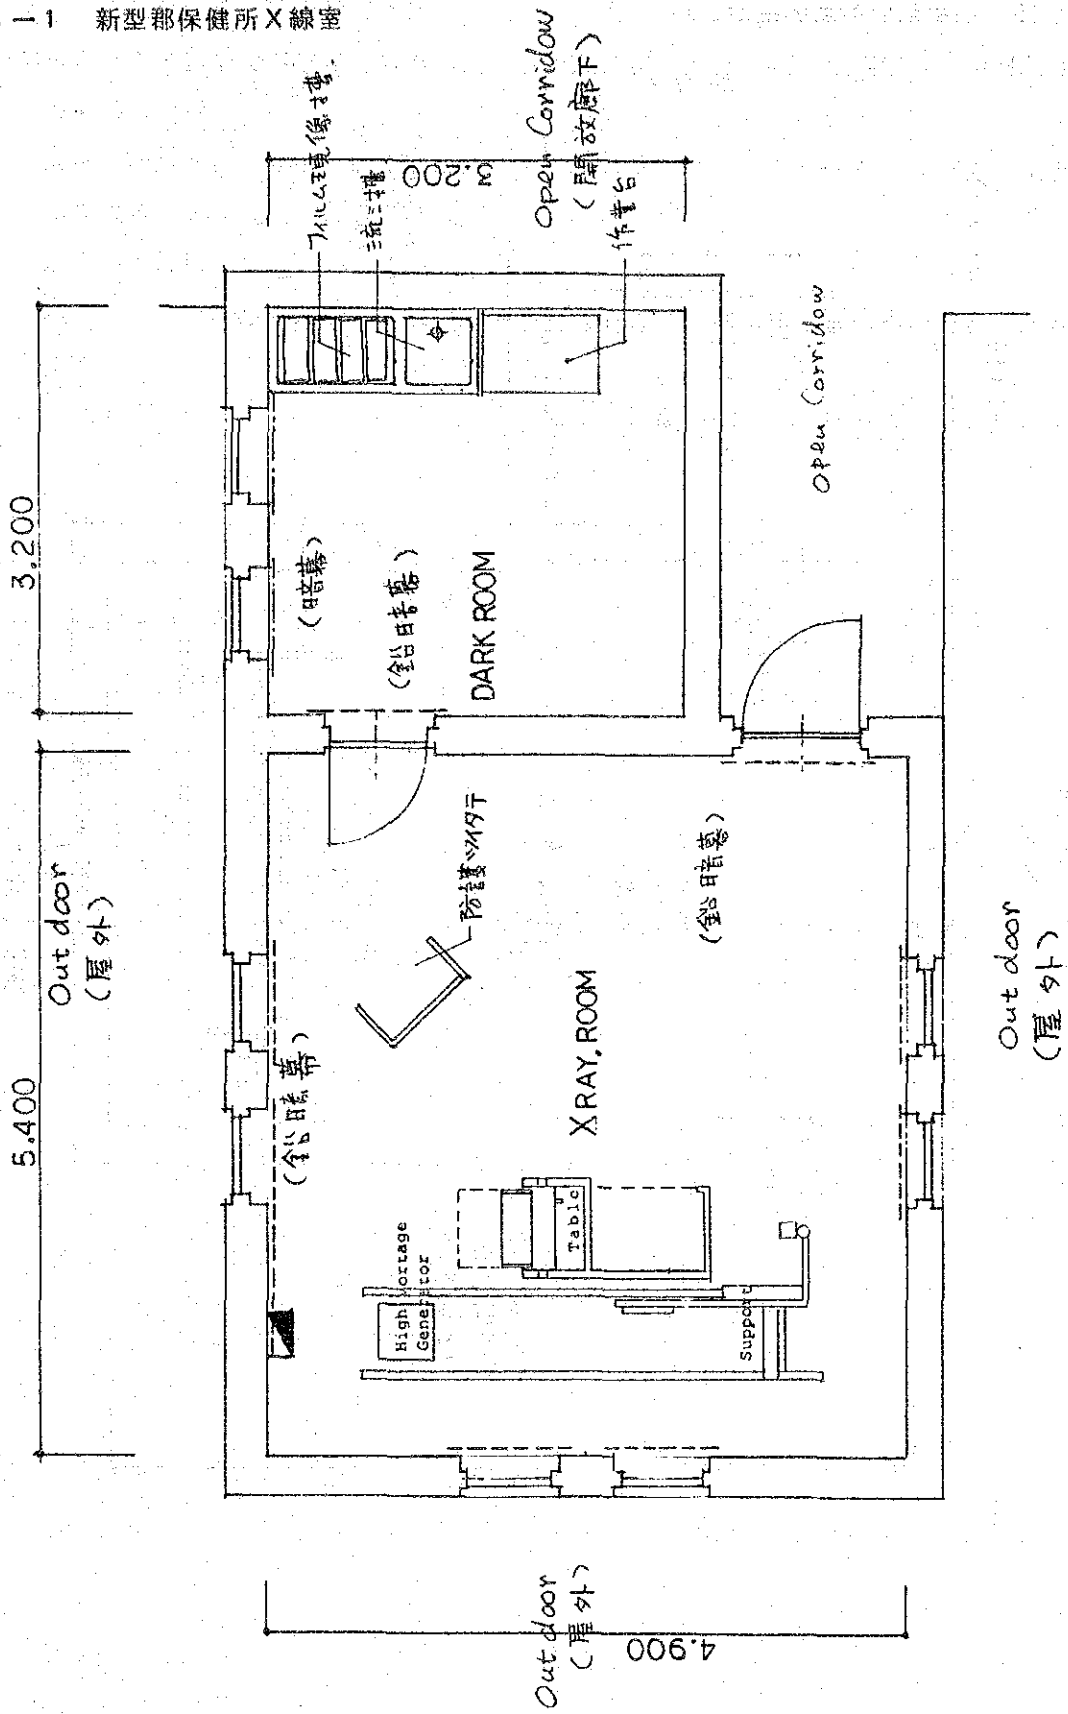 －1　新型郡保健所X線室
3.200
5.400
Out door
（屋外）
フィルム現像槽
流し槽
3.200
Open Corridow
（開放廊下）
作業台
（暗幕）
（鉛暗幕）
DARK ROOM
Open Corridow
防護ツイタテ
（鉛暗幕）
（鉛暗幕）
X RAY, ROOM
High Vortage
Generator
Table
Support
Out door
（屋外）
Out door
（屋外）
4.900